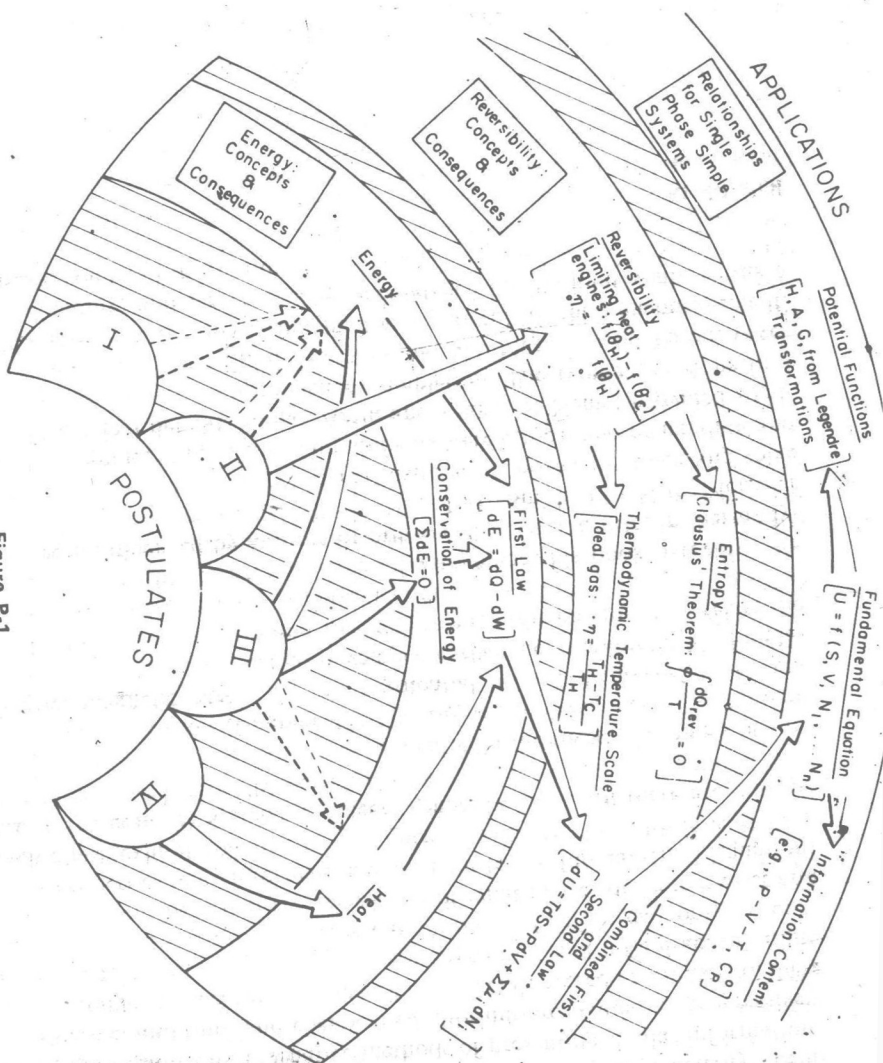 APPLICATIONS
Relationships
for Single
Phase Simple
Systems
Potential Functions
[H, A, G, from Legendre
Transformations]
Fundamental Equation
[U = f (S, V, N₁, ... Nₙ)]
Information Content
[e.g., P-V-T, C°p]
Reversibility:
Concepts
&
Consequences
Reversibility
[Limiting heat
engines: f(θH) - f(θC)
η = f(θH)]
Entropy
[Clausius' Theorem: ∮ dQrev / T = 0]
Thermodynamic Temperature Scale
[Ideal gas: η = TH - TC / TH]
Combined First
and
Second Law
[dU = TdS - PdV + Σμᵢ dNᵢ]
Energy:
Concepts
&
Consequences
Energy
First Law
[dE = dQ - dW]
Conservation of Energy
[ΣdE = 0]
Heat
I
II
III
IV
POSTULATES
Figure P-1